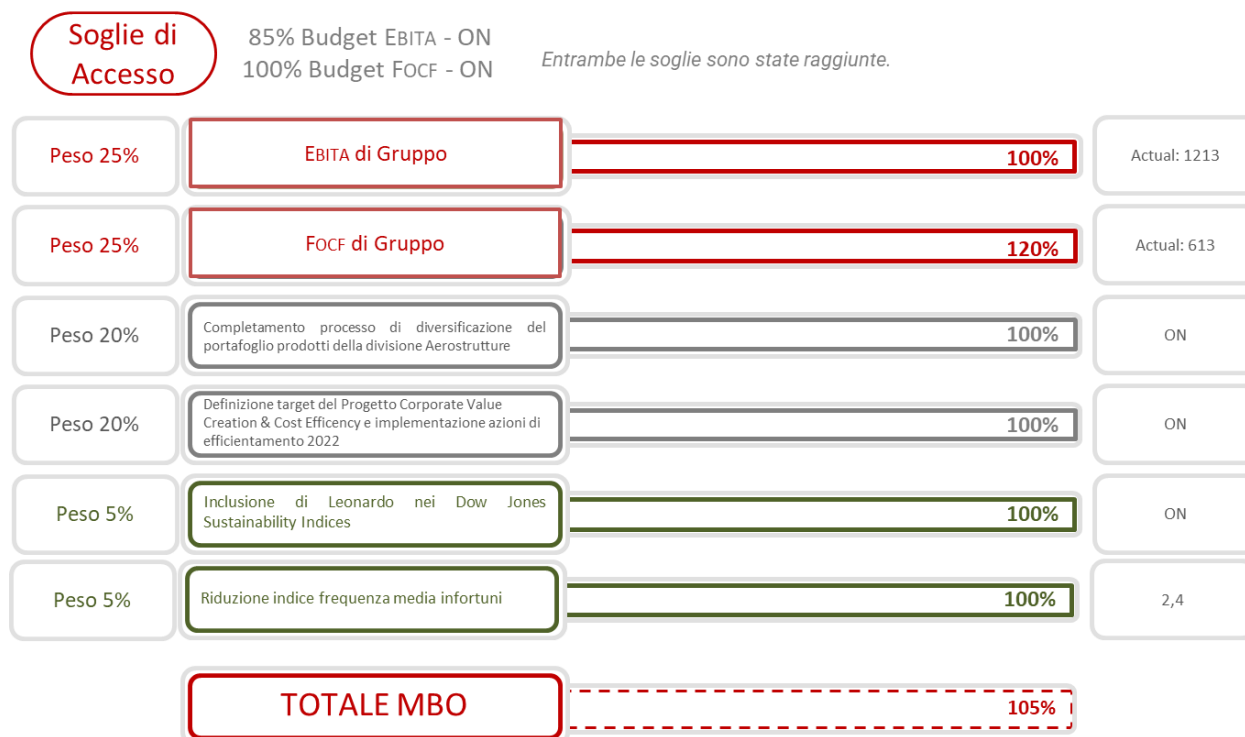 Soglie di
Accesso
85% Budget EBITA - ON
100% Budget FOCF - ON
Entrambe le soglie sono state raggiunte.
Peso 25%
EBITA di Gruppo
100%
Actual: 1213
Peso 25%
FOCF di Gruppo
120%
Actual: 613
Peso 20%
Completamento processo di diversificazione del
portafoglio prodotti della divisione Aerostrutture
100%
ON
Peso 20%
Definizione target del Progetto Corporate Value
Creation & Cost Efficency e implementazione azioni di
efficientamento 2022
100%
ON
Peso 5%
Inclusione di Leonardo nei Dow Jones
Sustainability Indices
100%
ON
Peso 5%
Riduzione indice frequenza media infortuni
100%
2,4
TOTALE MBO
105%